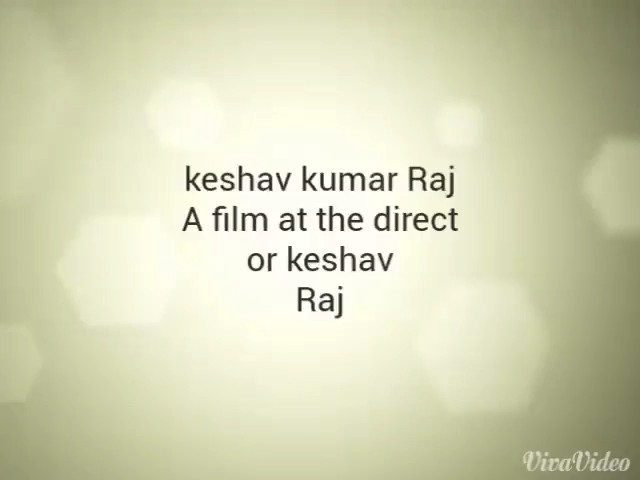 keshav kumar Raj
A film at the direct
or keshav
Raj
VivaVideo